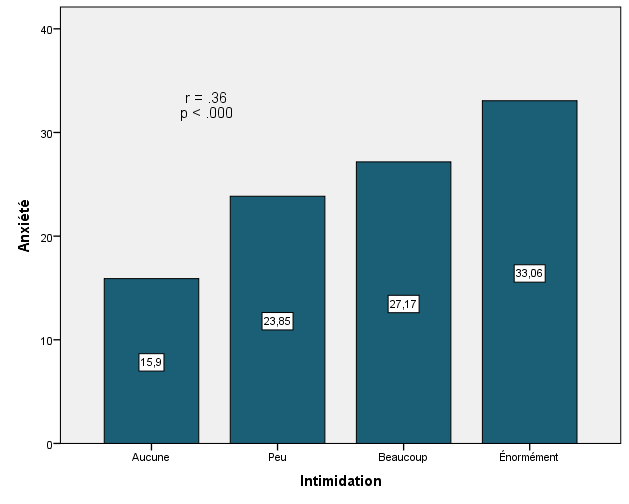 40
r = .36
p < .000
30
Anxiété
20
10
0
15,9
23,85
27,17
33,06
Aucune
Peu
Beaucoup
Énormément
Intimidation